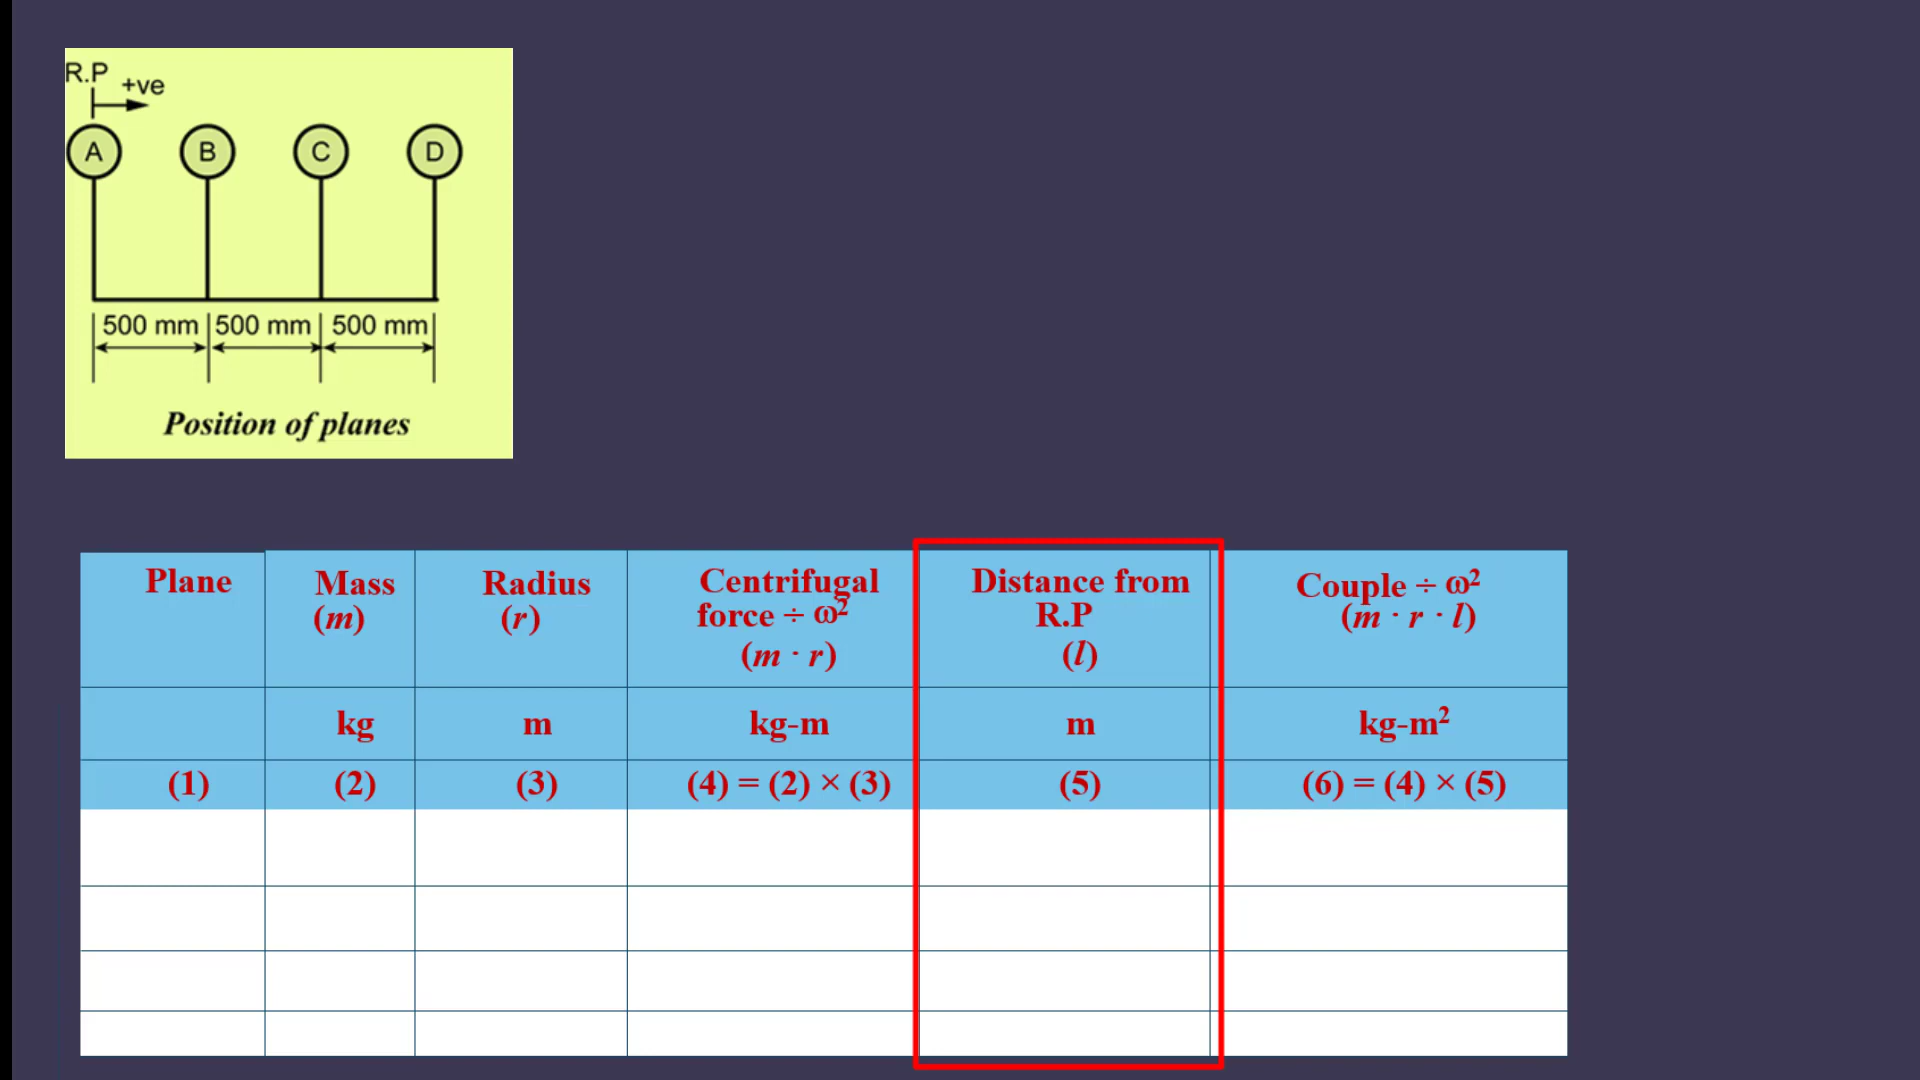 R.P
+ve
A B C D
500 mm 500 mm 500 mm
Position of planes
Plane Mass Radius Centrifugal Distance from Couple ÷ ω²
(m) (r) force ÷ ω² R.P (m · r · l)
(m · r) (l)
kg m kg-m m kg-m²
(1) (2) (3) (4) = (2) × (3) (5) (6) = (4) × (5)